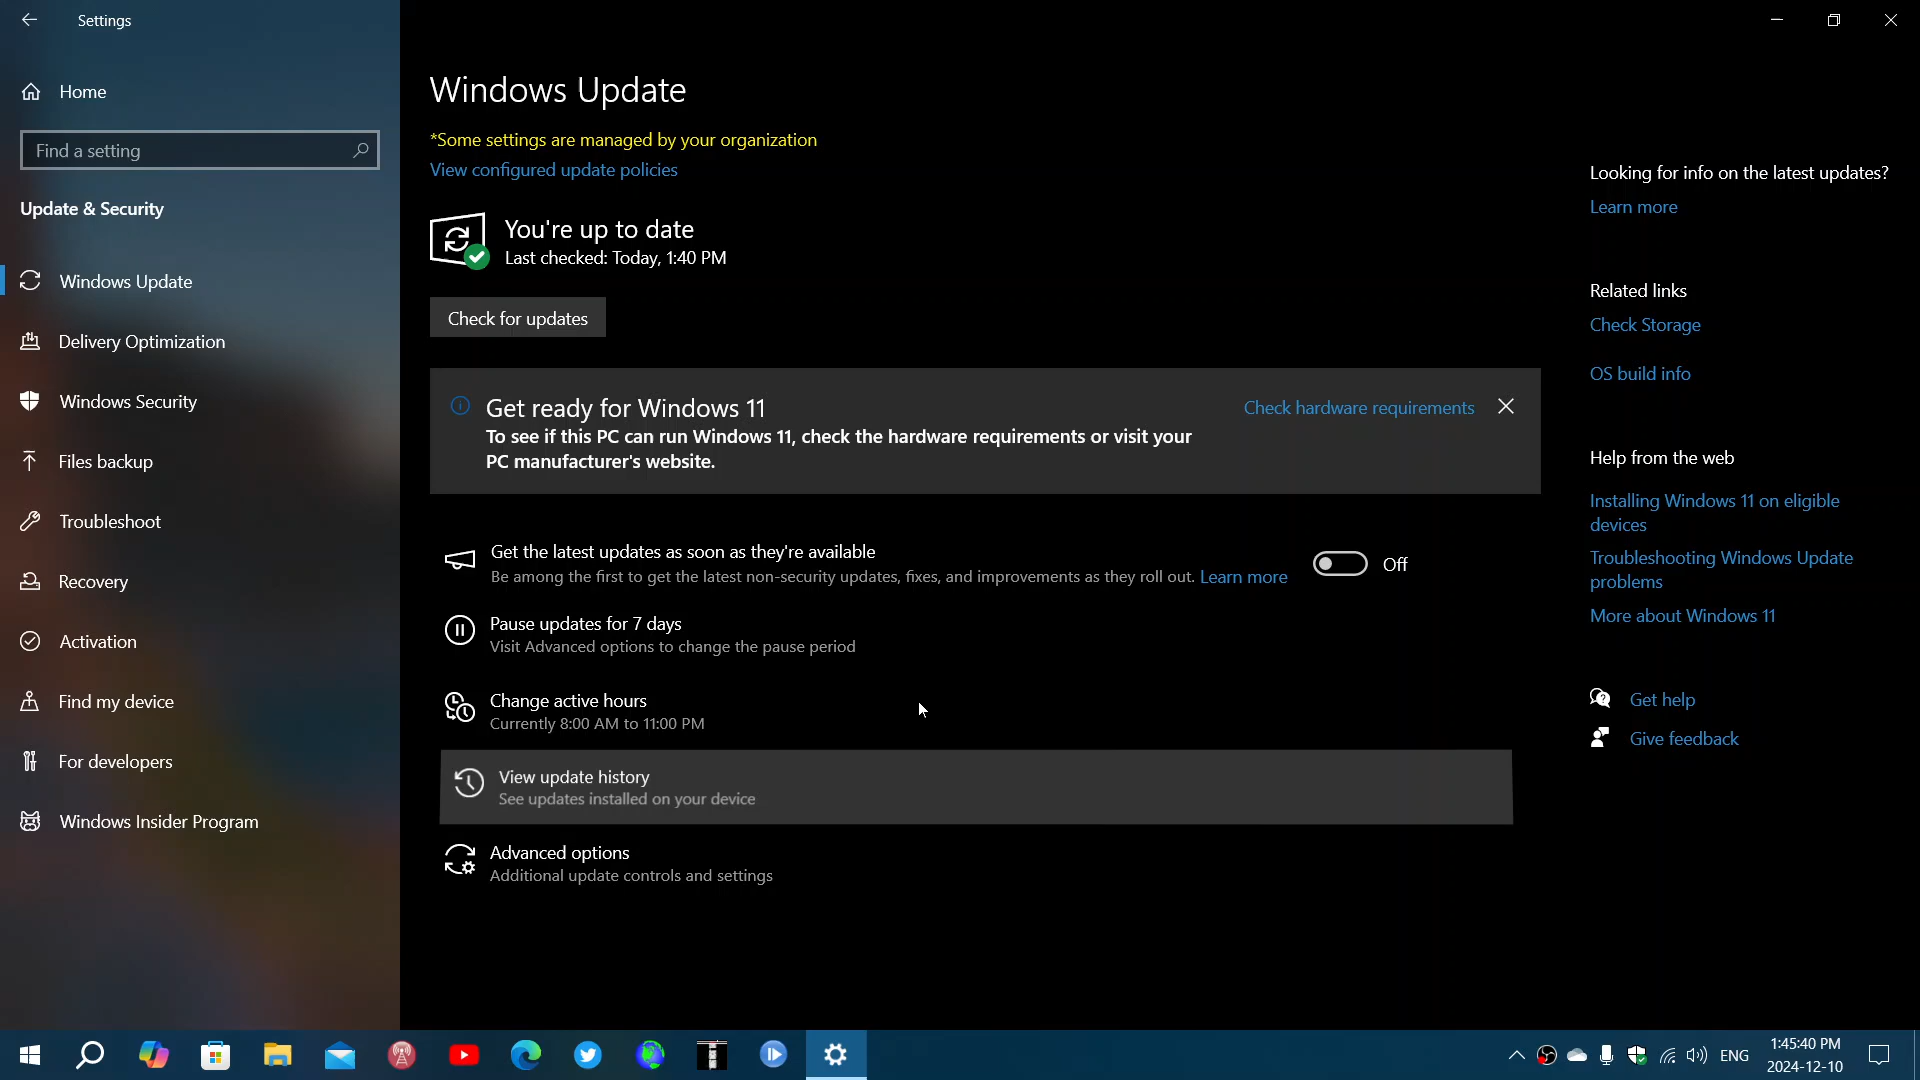 Settings
Home
Find a setting
Update & Security
Windows Update
Delivery Optimization
Windows Security
Files backup
Troubleshoot
Recovery
Activation
Find my device
For developers
Windows Insider Program
Windows Update
*Some settings are managed by your organization
View configured update policies
You're up to date
Last checked: Today, 1:40 PM
Check for updates
Get ready for Windows 11
To see if this PC can run Windows 11, check the hardware requirements or visit your
PC manufacturer's website.
Check hardware requirements
Get the latest updates as soon as they're available
Be among the first to get the latest non-security updates, fixes, and improvements as they roll out. Learn more
Off
Pause updates for 7 days
Visit Advanced options to change the pause period
Change active hours
Currently 8:00 AM to 11:00 PM
View update history
See updates installed on your device
Advanced options
Additional update controls and settings
Looking for info on the latest updates?
Learn more
Related links
Check Storage
OS build info
Help from the web
Installing Windows 11 on eligible
devices
Troubleshooting Windows Update
problems
More about Windows 11
Get help
Give feedback
ENG
1:45:40 PM
2024-12-10